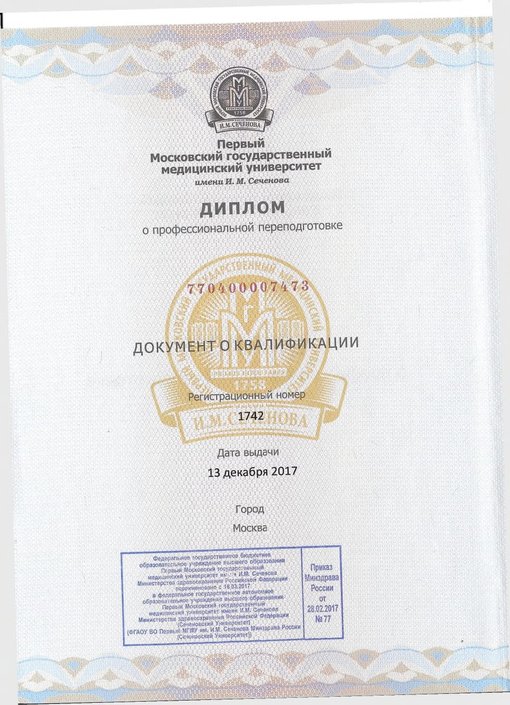 I
И.М. СЕЧЕНОВА
Первый
Московский государственный
медицинский университет
имени И. М. Сеченова
ДИПЛОМ
о профессиональной переподготовке
770400007473
ДОКУМЕНТ О КВАЛИФИКАЦИИ
1758
Регистрационный номер
1742
И.М. СЕЧЕНОВА
Дата выдачи
13 декабря 2017
Город
Москва
Федеральное государственное бюджетное
образовательное учреждение высшего образования
Первый Московский государственный
медицинский университет имени И.М. Сеченова
Министерства здравоохранения Российской Федерации
переименовано с 16.03.2017
в федеральное государственное автономное
образовательное учреждение высшего образования
Первый Московский государственный
медицинский университет имени И.М. Сеченова
Министерства здравоохранения Российской Федерации
(Сеченовский Университет)
(ФГАОУ ВО Первый МГМУ им. И.М. Сеченова Минздрава России
(Сеченовский Университет))
Приказ
Минздрава
России
от
28.02.2017
№ 77